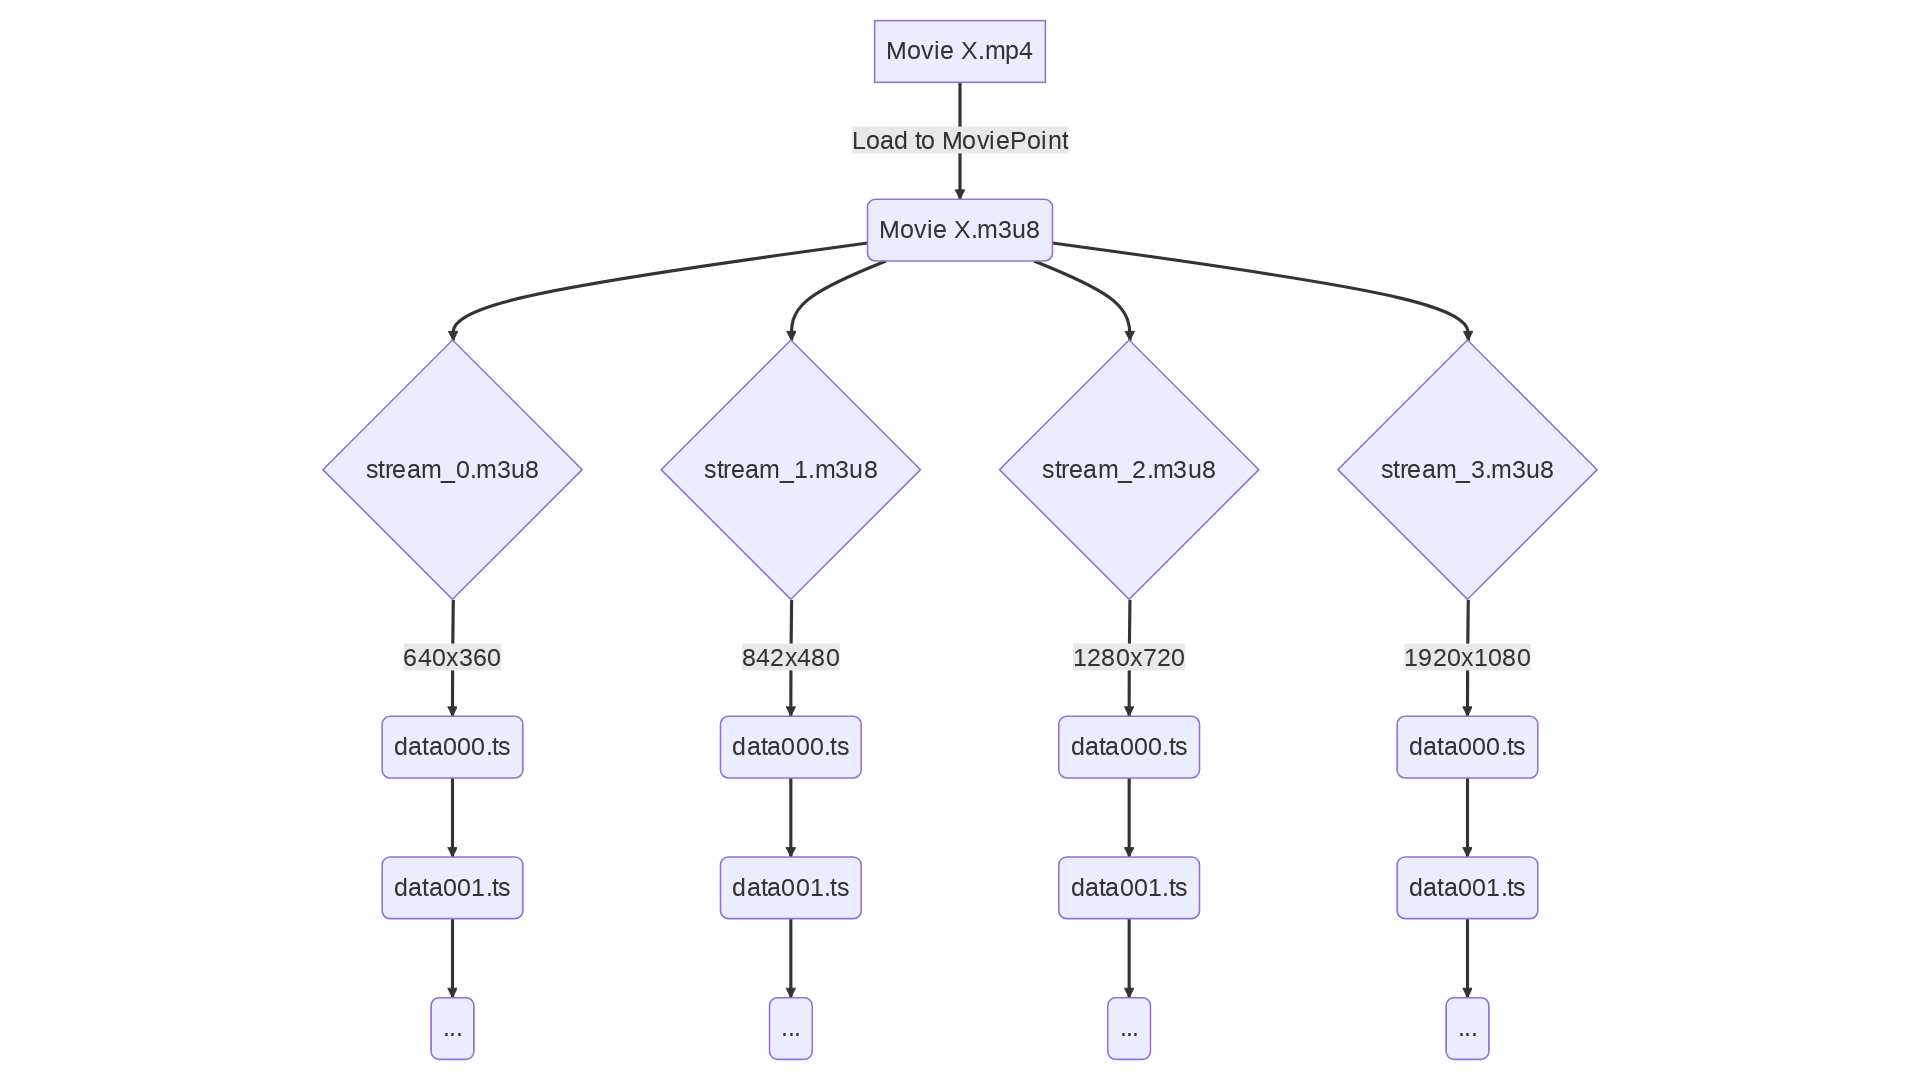 Movie X.mp4
Load to MoviePoint
Movie X.m3u8
stream_0.m3u8
stream_1.m3u8
stream_2.m3u8
stream_3.m3u8
640x360
842x480
1280x720
1920x1080
data000.ts
data000.ts
data000.ts
data000.ts
data001.ts
data001.ts
data001.ts
data001.ts
...
...
...
...